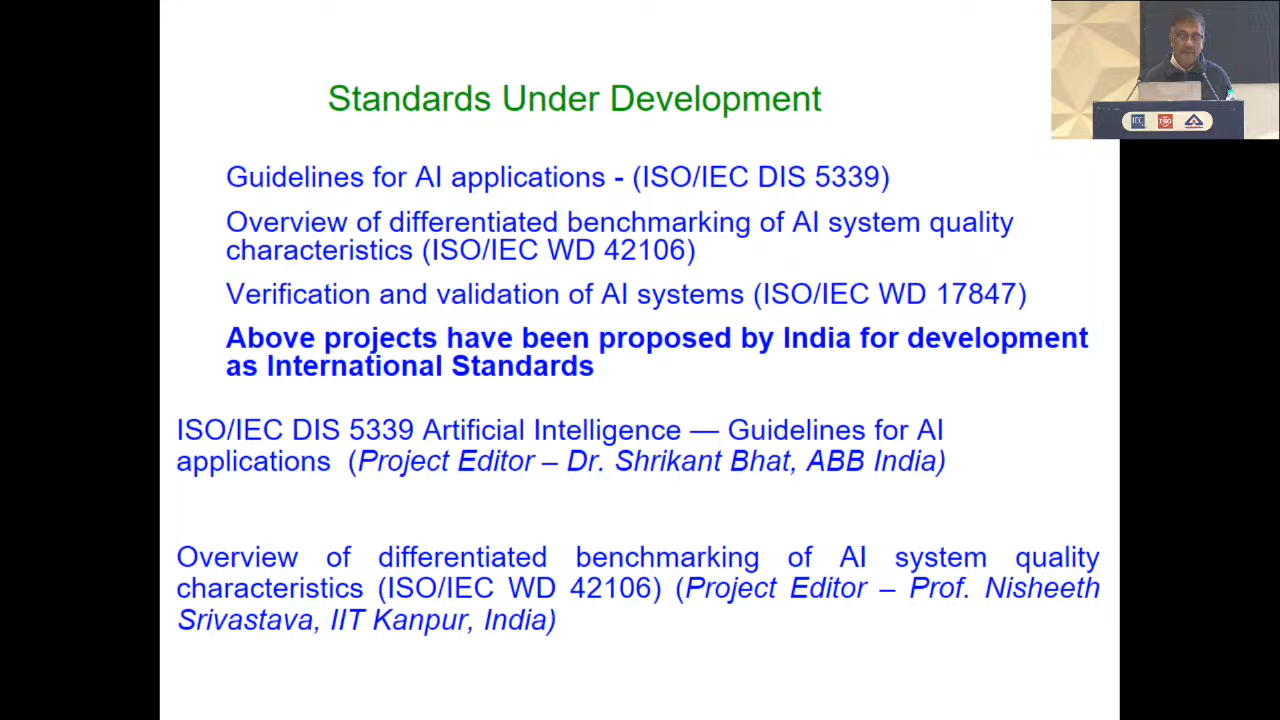 Standards Under Development
Guidelines for AI applications - (ISO/IEC DIS 5339)
Overview of differentiated benchmarking of AI system quality
characteristics (ISO/IEC WD 42106)
Verification and validation of AI systems (ISO/IEC WD 17847)
Above projects have been proposed by India for development
as International Standards
ISO/IEC DIS 5339 Artificial Intelligence — Guidelines for AI
applications (Project Editor – Dr. Shrikant Bhat, ABB India)
Overview of differentiated benchmarking of AI system quality
characteristics (ISO/IEC WD 42106) (Project Editor – Prof. Nisheeth
Srivastava, IIT Kanpur, India)
IEC ISO